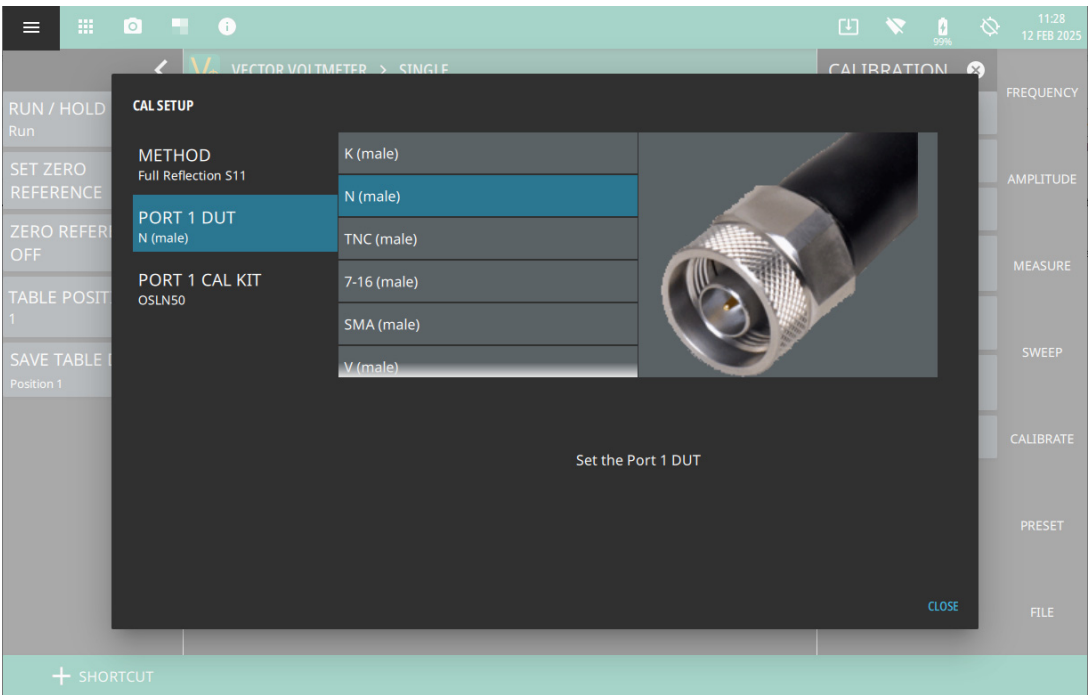 11:28
99%
12 FEB 2025
VECTOR VOLTMETER > SINGLE
CALIBRATION
RUN / HOLD
Run
SET ZERO
REFERENCE
ZERO REFER
OFF
TABLE POSIT
1
SAVE TABLE
Position 1
CAL SETUP
METHOD
Full Reflection S11
PORT 1 DUT
N (male)
PORT 1 CAL KIT
OSLN50
K (male)
N (male)
TNC (male)
7-16 (male)
SMA (male)
V (male)
Set the Port 1 DUT
CLOSE
FREQUENCY
AMPLITUDE
MEASURE
SWEEP
CALIBRATE
PRESET
FILE
SHORTCUT